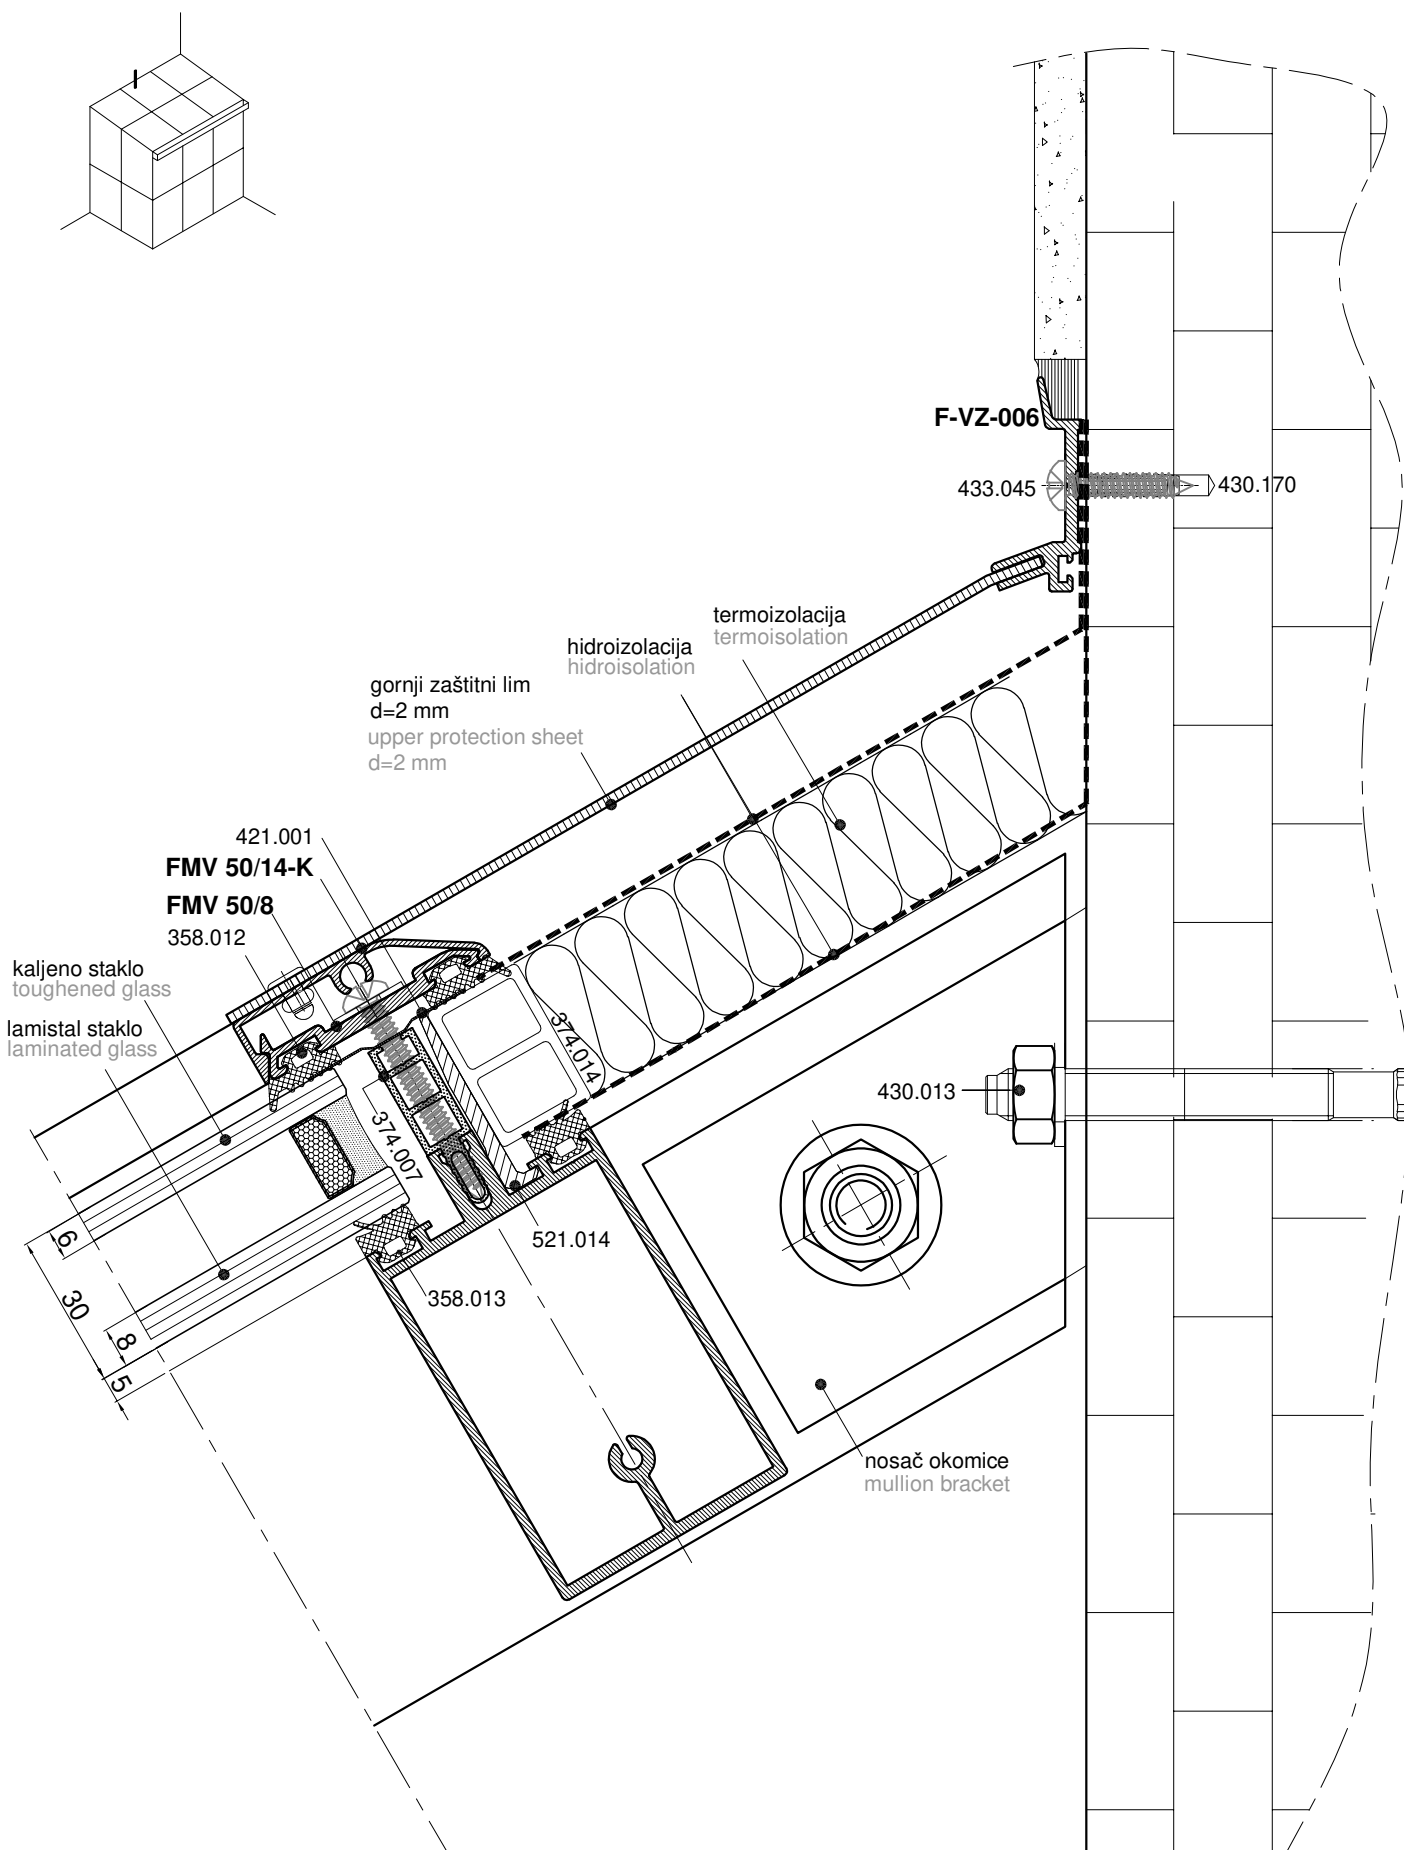 F-VZ-006
433.045
430.170
termoizolacija
termoisolation
hidroizolacija
hidroisolation
gornji zaštitni lim
d=2 mm
upper protection sheet
d=2 mm
421.001
FMV 50/14-K
FMV 50/8
358.012
kaljeno staklo
toughened glass
lamistal staklo
laminated glass
374.014
374.007
430.013
521.014
358.013
6
30
8
5
nosač okomice
mullion bracket